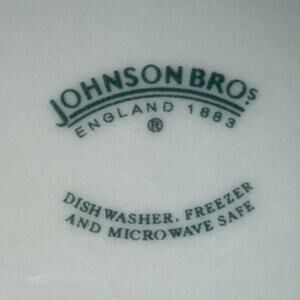 JOHNSON BROS
ENGLAND 1883
®
DISHWASHER, FREEZER
AND MICROWAVE SAFE